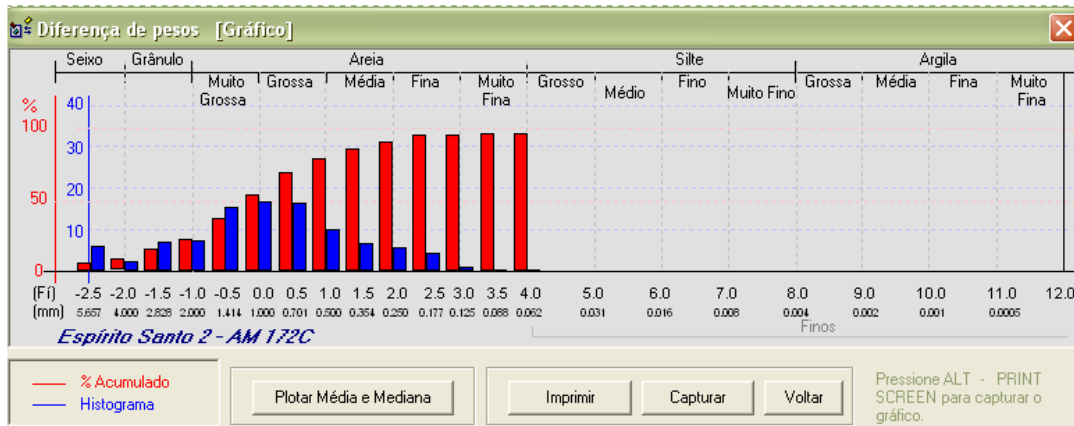 Diferença de pesos [Gráfico]
Seixo Grânulo Areia Silte Argila
Muito Grossa Grossa Média Fina Muito Fina Grosso Médio Fino Muito Fino Grossa Média Fina Muito Fina
% 40
100
30
50 20
10
0
(Fí) -2.5 -2.0 -1.5 -1.0 -0.5 0.0 0.5 1.0 1.5 2.0 2.5 3.0 3.5 4.0 5.0 6.0 7.0 8.0 9.0 10.0 11.0 12.0
(mm) 5.657 4.000 2.828 2.000 1.414 1.000 0.701 0.500 0.354 0.250 0.177 0.125 0.088 0.062 0.031 0.016 0.008 0.004 0.002 0.001 0.0005
Finos
Espírito Santo 2 - AM 172C
% Acumulado
Histograma
Plotar Média e Mediana
Imprimir
Capturar
Voltar
Pressione ALT - PRINT
SCREEN para capturar o
gráfico.